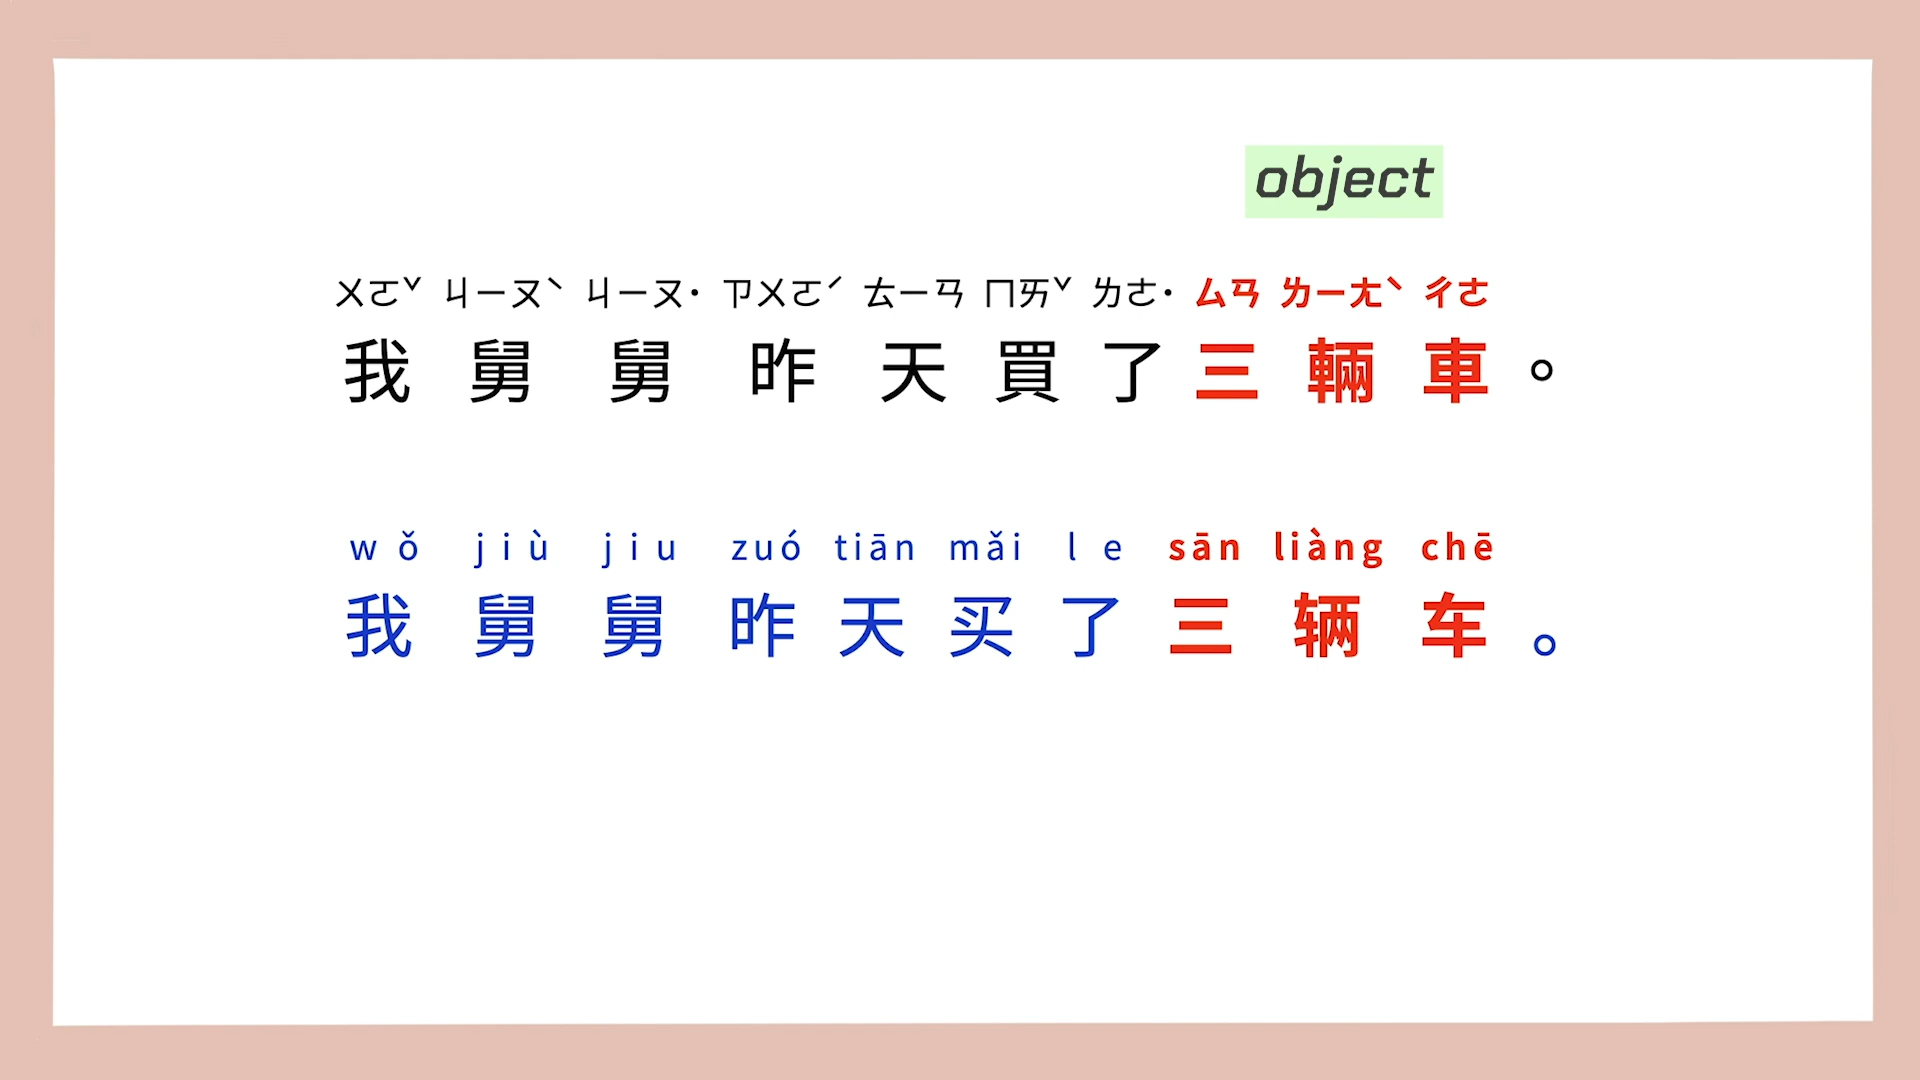 object
ㄨㄛˇ ㄐㄧㄡˋ ㄐㄧㄡ˙ ㄗㄨㄛˊ ㄊㄧㄢ ㄇㄞˇ ㄌㄜ˙ ㄙㄢ ㄌㄧㄤˋ ㄔㄜ
我舅舅昨天買了三輛車。
wǒ jiù jiu zuó tiān mǎi le sān liàng chē
我舅舅昨天买了三辆车。